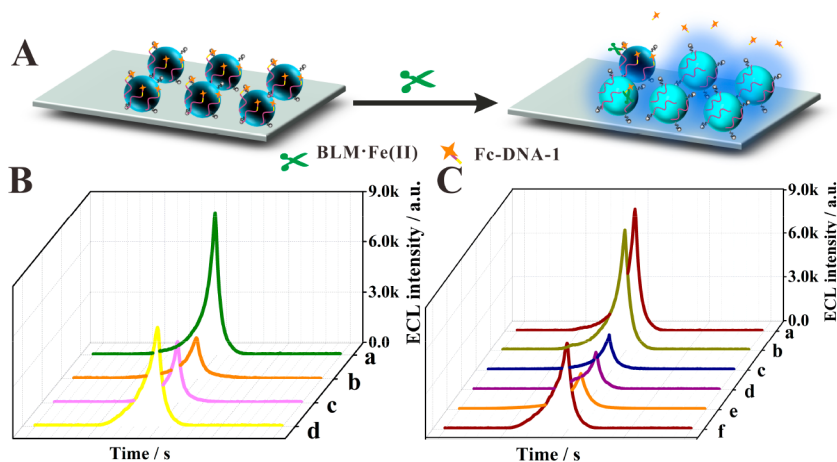 A
BLM·Fe(II)
Fc-DNA-1
B
9.0k
6.0k
3.0k
0.0
ECL intensity / a.u.
a
b
c
d
Time / s
C
9.0k
6.0k
3.0k
0.0
ECL intensity / a.u.
a
b
c
d
e
f
Time / s